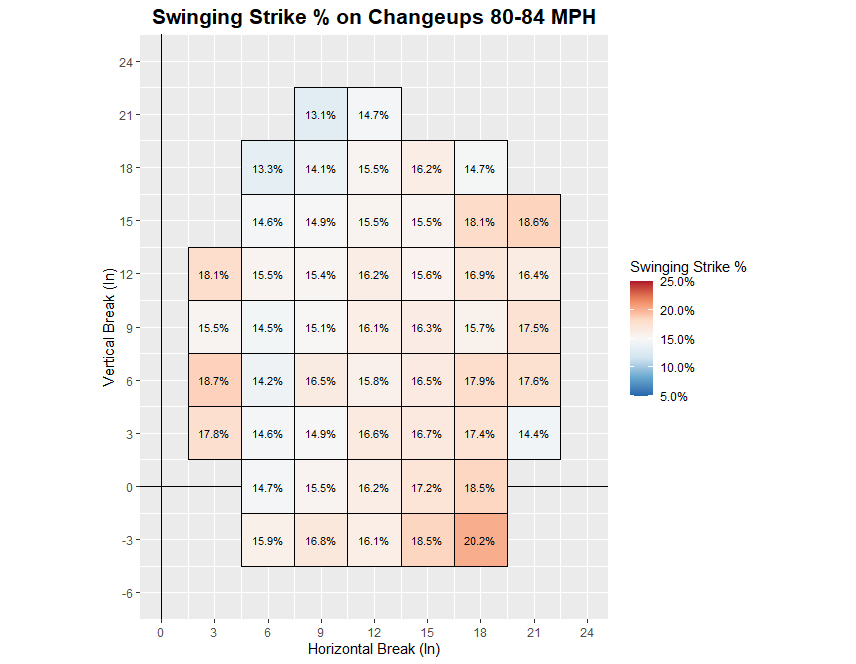 Swinging Strike % on Changeups 80-84 MPH
24
21 13.1% 14.7%
18 13.3% 14.1% 15.5% 16.2% 14.7%
15 14.6% 14.9% 15.5% 15.5% 18.1% 18.6%
12 18.1% 15.5% 15.4% 16.2% 15.6% 16.9% 16.4%
9 15.5% 14.5% 15.1% 16.1% 16.3% 15.7% 17.5%
6 18.7% 14.2% 16.5% 15.8% 16.5% 17.9% 17.6%
3 17.8% 14.6% 14.9% 16.6% 16.7% 17.4% 14.4%
0 14.7% 15.5% 16.2% 17.2% 18.5%
-3 15.9% 16.8% 16.1% 18.5% 20.2%
-6
0 3 6 9 12 15 18 21 24
Horizontal Break (In)
Vertical Break (In)
Swinging Strike %
25.0%
20.0%
15.0%
10.0%
5.0%